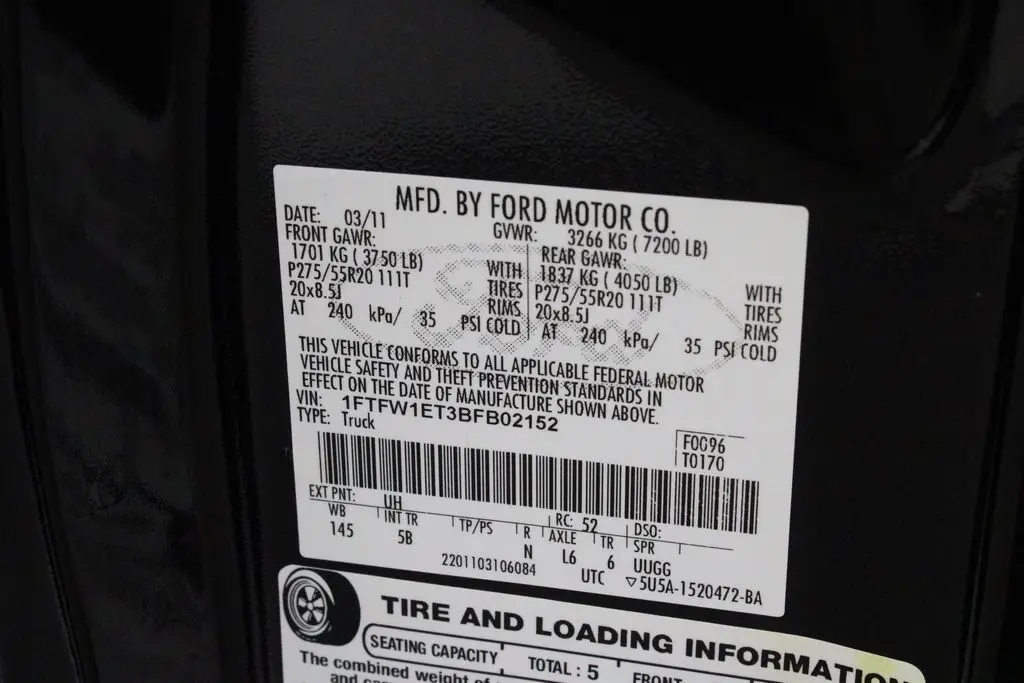 MFD. BY FORD MOTOR CO.
DATE: 03/11 GVWR: 3266 KG ( 7200 LB)
FRONT GAWR: REAR GAWR:
1701 KG ( 3750 LB) WITH 1837 KG ( 4050 LB) WITH
P275/55R20 111T TIRES P275/55R20 111T TIRES
20x8.5J RIMS 20x8.5J RIMS
AT 240 kPa/ 35 PSI COLD AT 240 kPa/ 35 PSI COLD
THIS VEHICLE CONFORMS TO ALL APPLICABLE FEDERAL MOTOR
VEHICLE SAFETY AND THEFT PREVENTION STANDARDS IN
EFFECT ON THE DATE OF MANUFACTURE SHOWN ABOVE.
VIN: 1FTFW1ET3BFB02152
TYPE: Truck
F0G96
T0170
EXT PNT: UH RC: 52 DSO:
WB INT TR TP/PS R AXLE TR SPR
145 5B N L6 6 UUGG
2201103106084 UTC ▽5U5A-1520472-BA
TIRE AND LOADING INFORMATION
SEATING CAPACITY TOTAL : 5 FRONT
The combined weight of